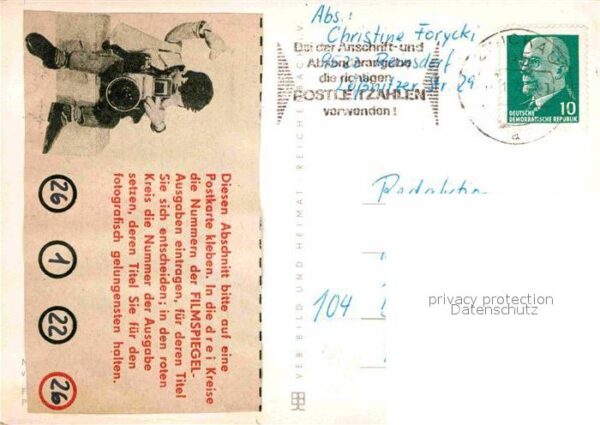 Diesen Abschnitt bitte auf eine
Postkarte kleben. In die drei Kreise
die Nummern der FILMSPIEGEL-
Ausgaben eintragen, für deren Titel
Sie sich entscheiden; in den roten
Kreis die Nummer der Ausgabe
setzen, deren Titel Sie für den
fotografisch gelungensten halten.
26
1
22
26
VEB BILD UND HEIMAT · REICHENBACH I. V.
Abs.:
Christine Forycki
Bei der Anschrift und
Absenderangabe
die richtigen
POSTLEITZAHLEN
verwenden!
Str. 29
10
DEUTSCHE
DEMOKRATISCHE REPUBLIK
Redaktion
104
privacy protection
Datenschutz